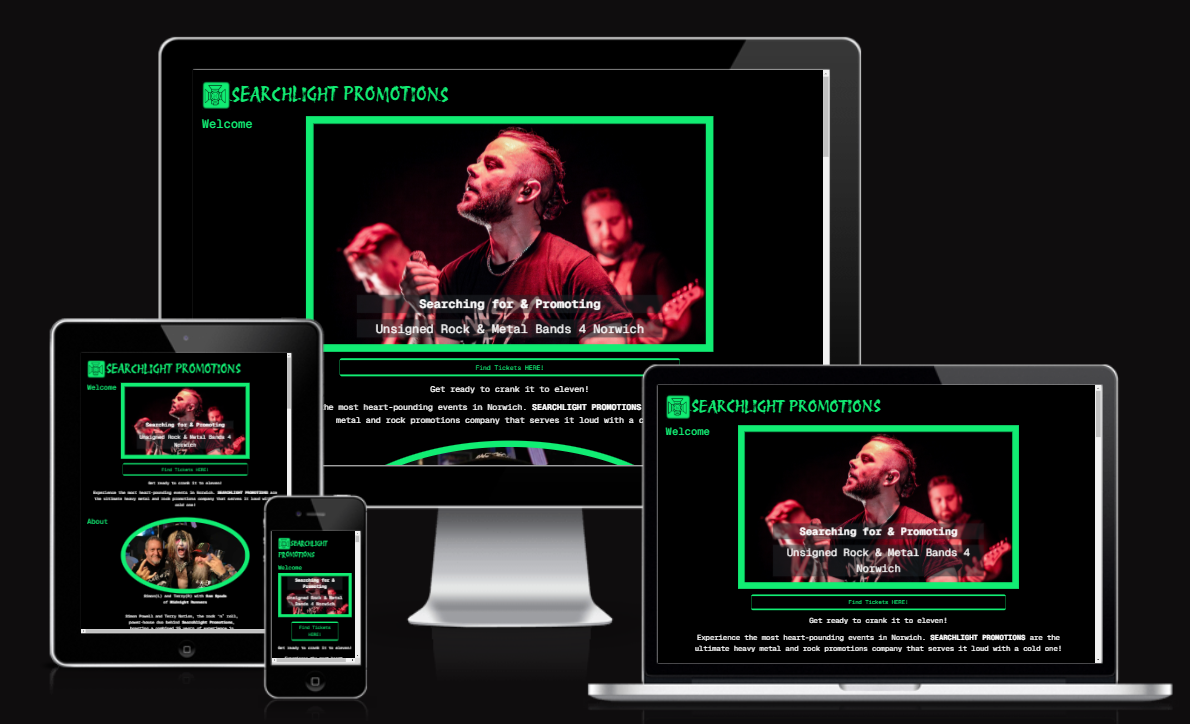 SEARCHLIGHT PROMOTIONS
Welcome
Searching for & Promoting
Unsigned Rock & Metal Bands 4 Norwich
Find Tickets HERE!
Get ready to crank it to eleven!
he most heart-pounding events in Norwich. SEARCHLIGHT PROMOTIONS
metal and rock promotions company that serves it loud with a c
SEARCHLIGHT PROMOTIONS
Welcome
Searching for & Promoting
Unsigned Rock & Metal Bands 4
Norwich
Find Tickets HERE!
Get ready to crank it to eleven!
Experience the most heart-pounding events in Norwich. SEARCHLIGHT PROMOTIONS are
the ultimate heavy metal and rock promotions company that serves it loud with a cold
one!
About
of Midnight Runners
SEARCHLIGHT
PROMOTIONS
Welcome
Searching for &
Promoting
Unsigned Rock & Metal
Bands 4 Norwich
Find Tickets
HERE!
Get ready to crank it to eleven!
SEARCHLIGHT PROMOTIONS
Welcome
Searching for & Promoting
Unsigned Rock & Metal Bands 4
Norwich
Find Tickets HERE!
Get ready to crank it to eleven!
Experience the most heart-pounding events in Norwich. SEARCHLIGHT PROMOTIONS are the
ultimate heavy metal and rock promotions company that serves it loud with a cold one!